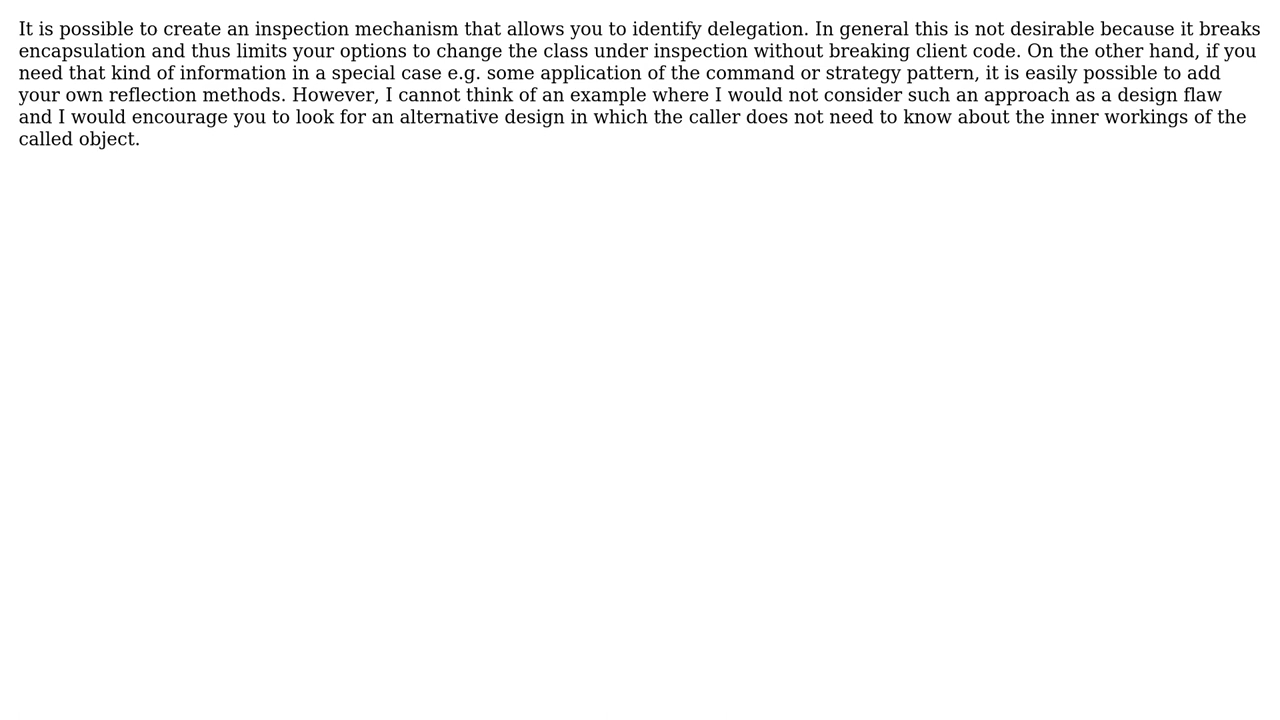 It is possible to create an inspection mechanism that allows you to identify delegation. In general this is not desirable because it breaks
encapsulation and thus limits your options to change the class under inspection without breaking client code. On the other hand, if you
need that kind of information in a special case e.g. some application of the command or strategy pattern, it is easily possible to add
your own reflection methods. However, I cannot think of an example where I would not consider such an approach as a design flaw
and I would encourage you to look for an alternative design in which the caller does not need to know about the inner workings of the
called object.